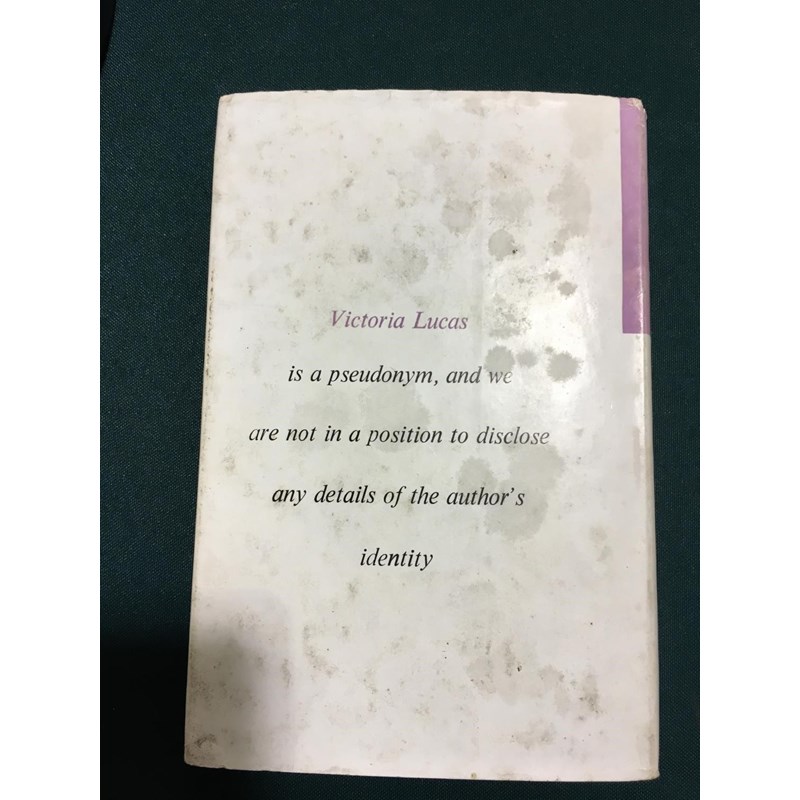 Victoria Lucas
is a pseudonym, and we
are not in a position to disclose
any details of the author's
identity